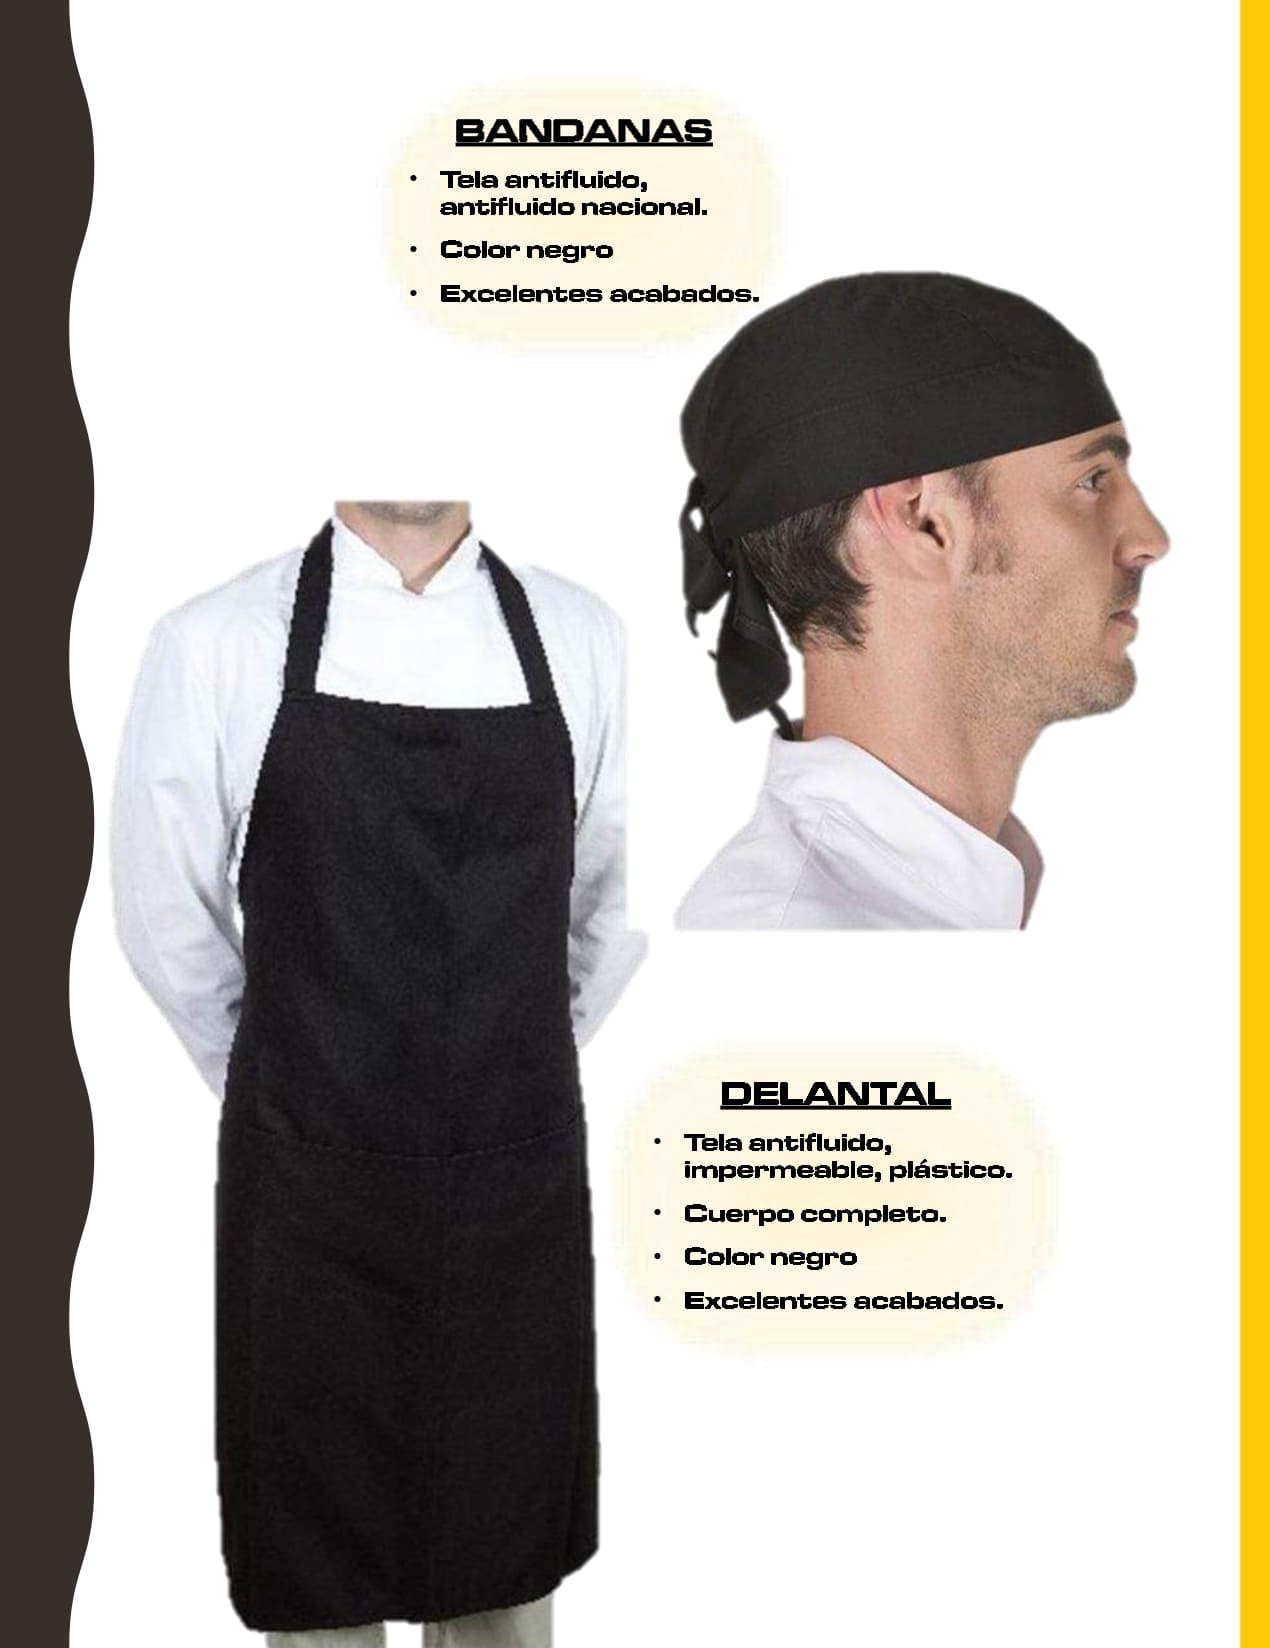 BANDANAS
• Tela antifluido,
antifluido nacional.
• Color negro
• Excelentes acabados.
DELANTAL
• Tela antifluido,
impermeable, plástico.
• Cuerpo completo.
• Color negro
• Excelentes acabados.